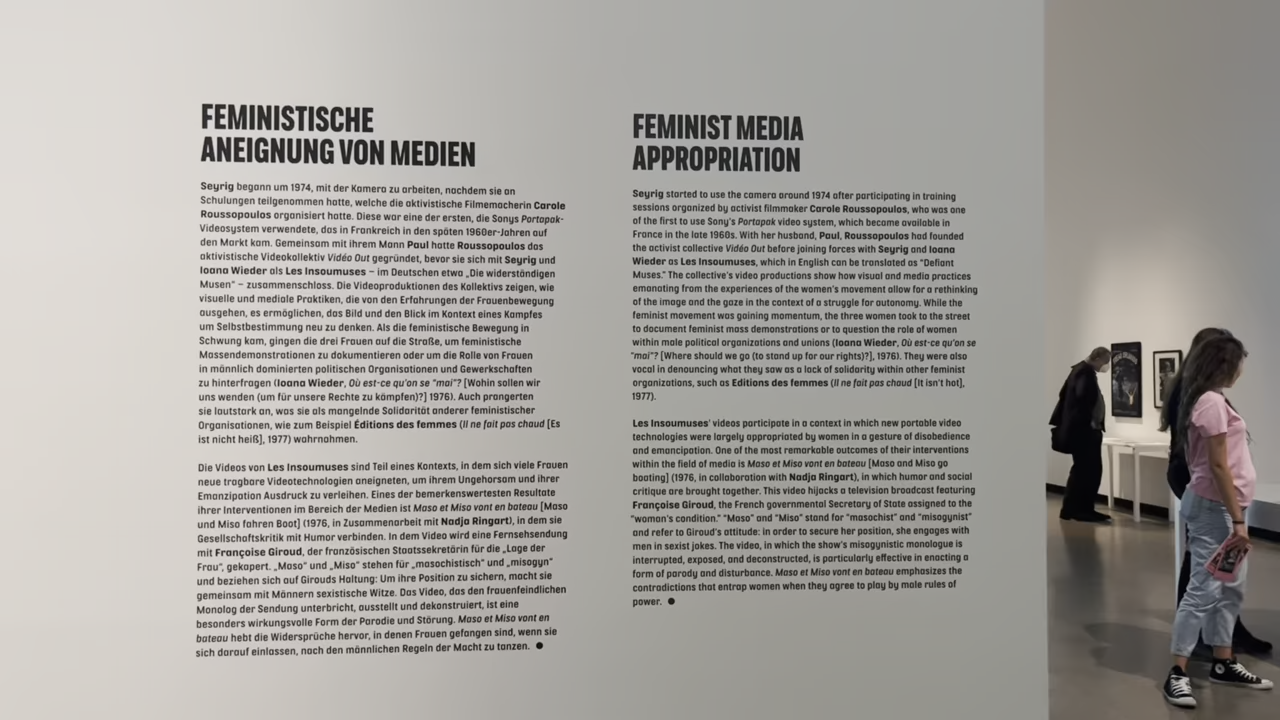 FEMINISTISCHE
ANEIGNUNG VON MEDIEN
Seyrig begann um 1974, mit der Kamera zu arbeiten, nachdem sie an
Schulungen teilgenommen hatte, welche die aktivistische Filmemacherin Carole
Roussopoulos organisiert hatte. Diese war eine der ersten, die Sonys Portapak-
Videosystem verwendete, das in Frankreich in den späten 1960er-Jahren auf
den Markt kam. Gemeinsam mit ihrem Mann Paul hatte Roussopoulos das
aktivistische Videokollektiv Vidéo Out gegründet, bevor sie sich mit Seyrig und
Ioana Wieder als Les Insoumuses – im Deutschen etwa „Die widerständigen
Musen“ – zusammenschloss. Die Videoproduktionen des Kollektivs zeigen, wie
visuelle und mediale Praktiken, die von den Erfahrungen der Frauenbewegung
ausgehen, es ermöglichen, das Bild und den Blick im Kontext eines Kampfes
um Selbstbestimmung neu zu denken. Als die feministische Bewegung in
Schwung kam, gingen die drei Frauen auf die Straße, um feministische
Massendemonstrationen zu dokumentieren oder um die Rolle von Frauen
in männlich dominierten politischen Organisationen und Gewerkschaften
zu hinterfragen (Ioana Wieder, Où est-ce qu'on se "mai"? [Wohin sollen wir
uns wenden (um für unsere Rechte zu kämpfen)?] 1976). Auch prangerten
sie lautstark an, was sie als mangelnde Solidarität anderer feministischer
Organisationen, wie zum Beispiel Éditions des femmes (Il ne fait pas chaud [Es
ist nicht heiß], 1977) wahrnahmen.
Die Videos von Les Insoumuses sind Teil eines Kontexts, in dem sich viele Frauen
neue tragbare Videotechnologien aneigneten, um ihrem Ungehorsam und ihrer
Emanzipation Ausdruck zu verleihen. Eines der bemerkenswertesten Resultate
ihrer Interventionen im Bereich der Medien ist Maso et Miso vont en bateau [Maso
und Miso fahren Boot] (1976, in Zusammenarbeit mit Nadja Ringart), in dem sie
Gesellschaftskritik mit Humor verbinden. In dem Video wird eine Fernsehsendung
mit Françoise Giroud, der französischen Staatssekretärin für die „Lage der
Frau“, gekapert. „Maso“ und „Miso“ stehen für „masochistisch“ und „misogyn“
und beziehen sich auf Girouds Haltung: Um ihre Position zu sichern, macht sie
gemeinsam mit Männern sexistische Witze. Das Video, das den frauenfeindlichen
Monolog der Sendung unterbricht, ausstellt und dekonstruiert, ist eine
besonders wirkungsvolle Form der Parodie und Störung. Maso et Miso vont en
bateau hebt die Widersprüche hervor, in denen Frauen gefangen sind, wenn sie
sich darauf einlassen, nach den männlichen Regeln der Macht zu tanzen. ●
FEMINIST MEDIA
APPROPRIATION
Seyrig started to use the camera around 1974 after participating in training
sessions organized by activist filmmaker Carole Roussopoulos, who was one
of the first to use Sony's Portapak video system, which became available in
France in the late 1960s. With her husband, Paul, Roussopoulos had founded
the activist collective Vidéo Out before joining forces with Seyrig and Ioana
Wieder as Les Insoumuses, which in English can be translated as "Defiant
Muses." The collective's video productions show how visual and media practices
emanating from the experiences of the women's movement allow for a rethinking
of the image and the gaze in the context of a struggle for autonomy. While the
feminist movement was gaining momentum, the three women took to the street
to document feminist mass demonstrations or to question the role of women
within male political organizations and unions (Ioana Wieder, Où est-ce qu'on se
"mai"? [Where should we go (to stand up for our rights)?], 1976). They were also
vocal in denouncing what they saw as a lack of solidarity within other feminist
organizations, such as Editions des femmes (Il ne fait pas chaud [It isn't hot],
1977).
Les Insoumuses' videos participate in a context in which new portable video
technologies were largely appropriated by women in a gesture of disobedience
and emancipation. One of the most remarkable outcomes of their interventions
within the field of media is Maso et Miso vont en bateau [Maso and Miso go
boating] (1976, in collaboration with Nadja Ringart), in which humor and social
critique are brought together. This video hijacks a television broadcast featuring
Françoise Giroud, the French governmental Secretary of State assigned to the
"woman's condition." "Maso" and "Miso" stand for "masochist" and "misogynist"
and refer to Giroud's attitude: in order to secure her position, she engages with
men in sexist jokes. The video, in which the show's misogynistic monologue is
interrupted, exposed, and deconstructed, is particularly effective in enacting a
form of parody and disturbance. Maso et Miso vont en bateau emphasizes the
contradictions that entrap women when they agree to play by male rules of
power. ●